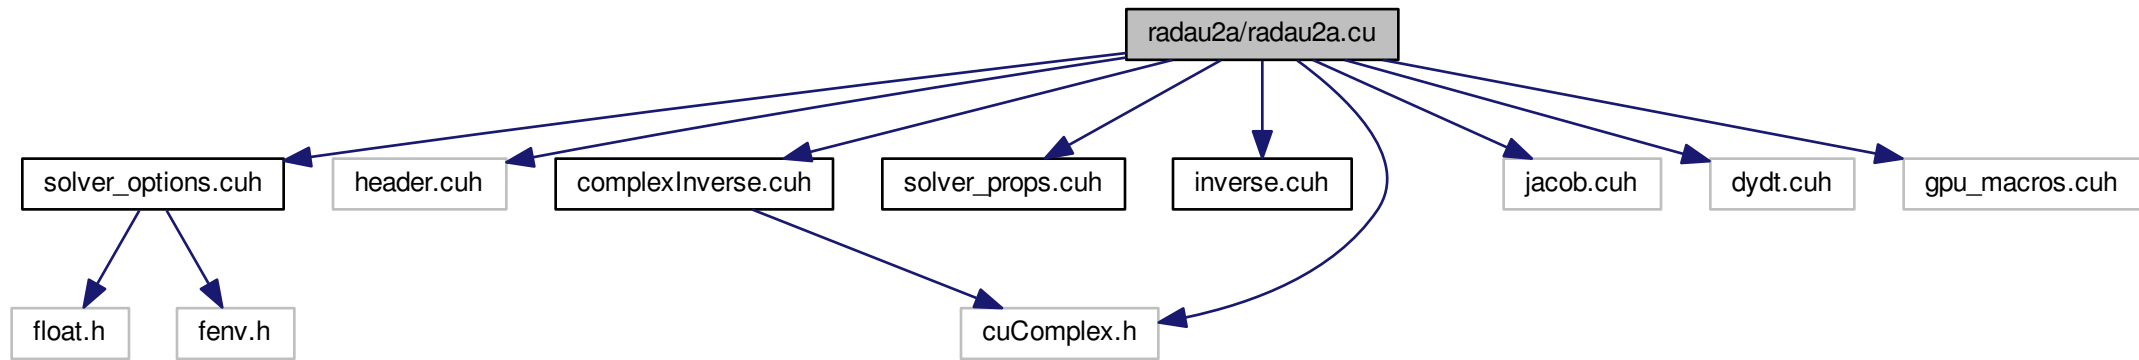 radau2a/radau2a.cu
solver_options.cuh
header.cuh
complexInverse.cuh
solver_props.cuh
inverse.cuh
jacob.cuh
dydt.cuh
gpu_macros.cuh
float.h
fenv.h
cuComplex.h